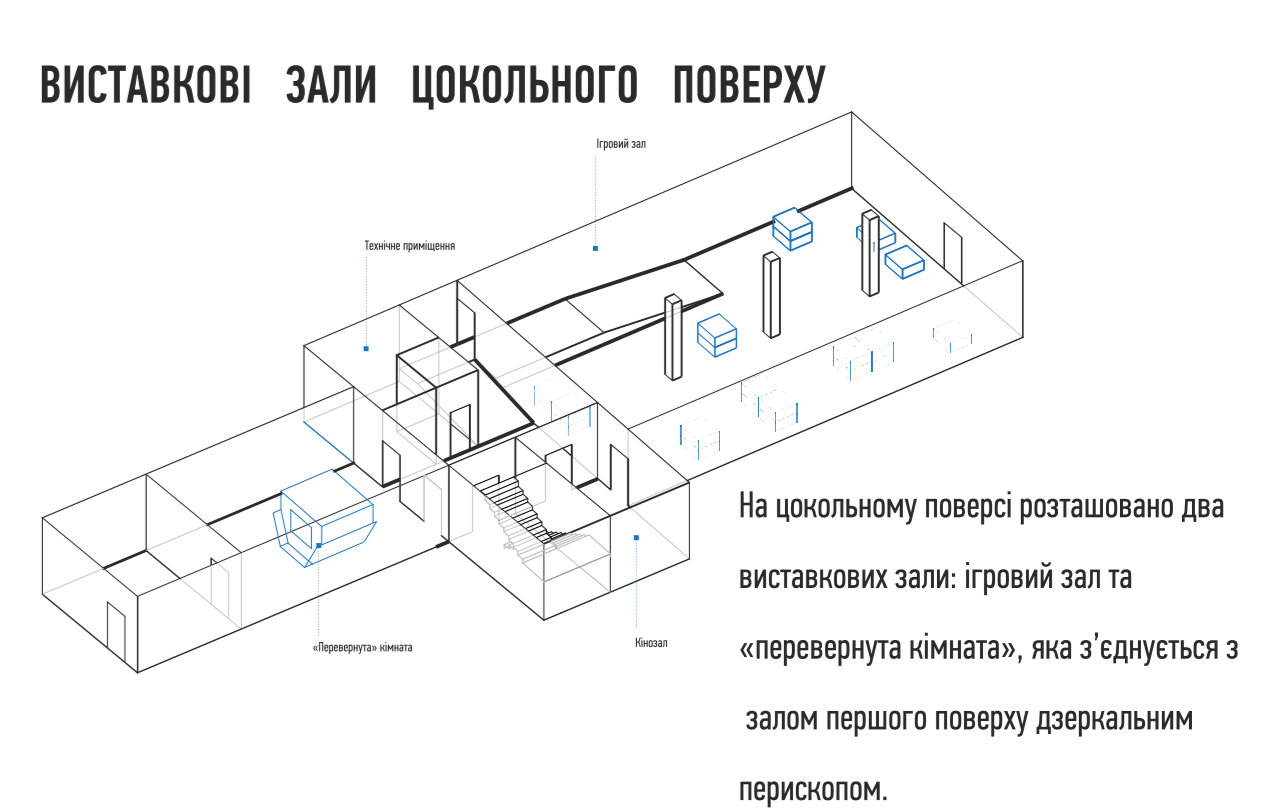 ВИСТАВКОВІ ЗАЛИ ЦОКОЛЬНОГО ПОВЕРХУ
Ігровий зал
Технічне приміщення
«Перевернута» кімната
Кінозал
На цокольному поверсі розташовано два
виставкових зали: ігровий зал та
«перевернута кімната», яка з’єднується з
залом першого поверху дзеркальним
перископом.